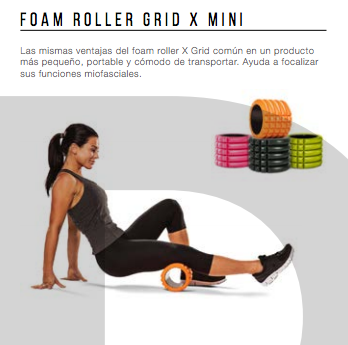 FOAM ROLLER GRID X MINI
Las mismas ventajas del foam roller X Grid común en un producto
más pequeño, portable y cómodo de transportar. Ayuda a focalizar
sus funciones miofasciales.